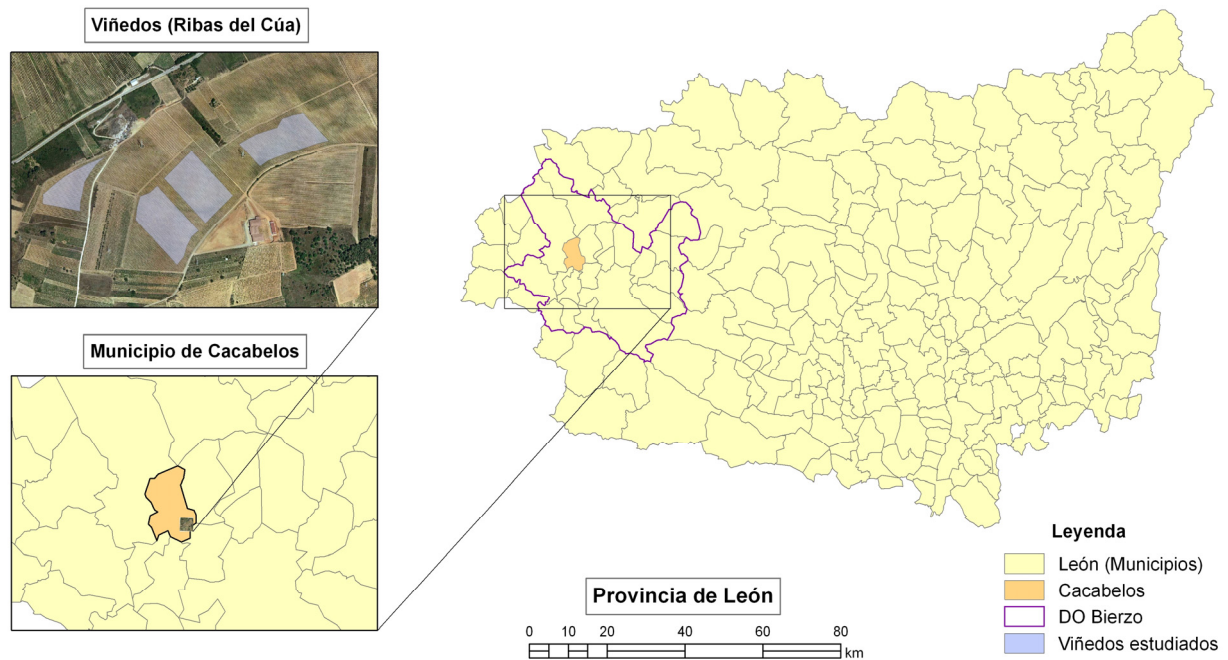 Viñedos (Ribas del Cúa)
Municipio de Cacabelos
Provincia de León
0 10 20 40 60 80
km
Leyenda
León (Municipios)
Cacabelos
DO Bierzo
Viñedos estudiados